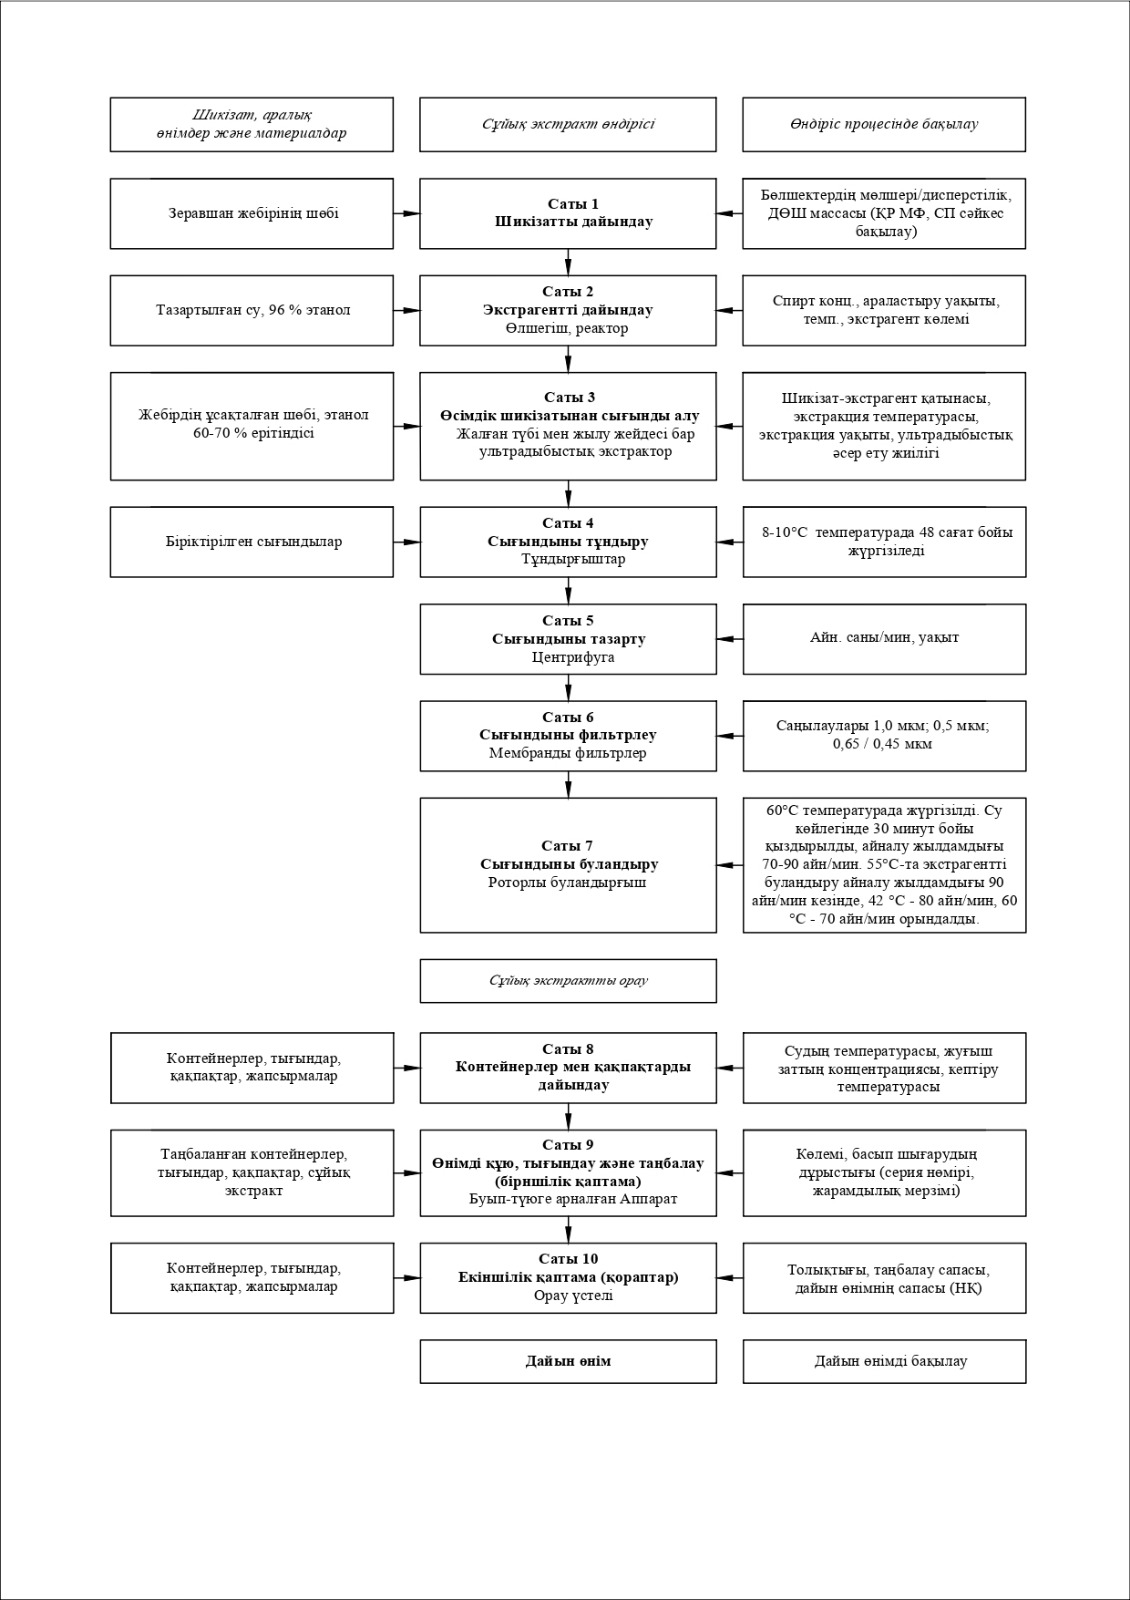 Шикізат, аралық
өнімдер және материалдар
Сұйық экстракт өндірісі
Өндіріс процесінде бақылау
Зеравшан жебірінің шөбі
Саты 1
Шикізатты дайындау
Бөлшектердің мөлшері/дисперстілік,
ДӨШ массасы (ҚР МФ, СП сәйкес
бақылау)
Тазартылған су, 96 % этанол
Саты 2
Экстрагентті дайындау
Өлшегіш, реактор
Спирт конц., араластыру уақыты,
темп., экстрагент көлемі
Жебірдің ұсақталған шөбі, этанол
60-70 % ерітіндісі
Саты 3
Өсімдік шикізатынан сығынды алу
Жалған түбі мен жылу жейдесі бар
ультрадыбыстық экстрактор
Шикізат-экстрагент қатынасы,
экстракция температурасы,
экстракция уақыты, ультрадыбыстық
әсер ету жиілігі
Біріктірілген сығындылар
Саты 4
Сығындыны тұндыру
Тұндырғыштар
8-10°С температурада 48 сағат бойы
жүргізіледі
Саты 5
Сығындыны тазарту
Центрифуга
Айн. саны/мин, уақыт
Саты 6
Сығындыны фильтрлеу
Мембранды фильтрлер
Саңылаулары 1,0 мкм; 0,5 мкм;
0,65 / 0,45 мкм
Саты 7
Сығындыны буландыру
Роторлы буландырғыш
60°С температурада жүргізілді. Су
көйлегінде 30 минут бойы
қыздырылды, айналу жылдамдығы
70-90 айн/мин. 55°С-та экстрагентті
буландыру айналу жылдамдығы 90
айн/мин кезінде, 42 °С - 80 айн/мин, 60
°С - 70 айн/мин орындалды.
Сұйық экстрактты орау
Контейнерлер, тығындар,
қақпақтар, жапсырмалар
Саты 8
Контейнерлер мен қақпақтарды
дайындау
Судың температурасы, жуғыш
заттың концентрациясы, кептіру
температурасы
Таңбаланған контейнерлер,
тығындар, қақпақтар, сұйық
экстракт
Саты 9
Өнімді құю, тығындау және таңбалау
(бірншілік қаптама)
Буып-түюге арналған Аппарат
Көлемі, басып шығарудың
дұрыстығы (серия нөмірі,
жарамдылық мерзімі)
Контейнерлер, тығындар,
қақпақтар, жапсырмалар
Саты 10
Екіншілік қаптама (қораптар)
Орау үстелі
Толықтығы, таңбалау сапасы,
дайын өнімнің сапасы (НҚ)
Дайын өнім
Дайын өнімді бақылау